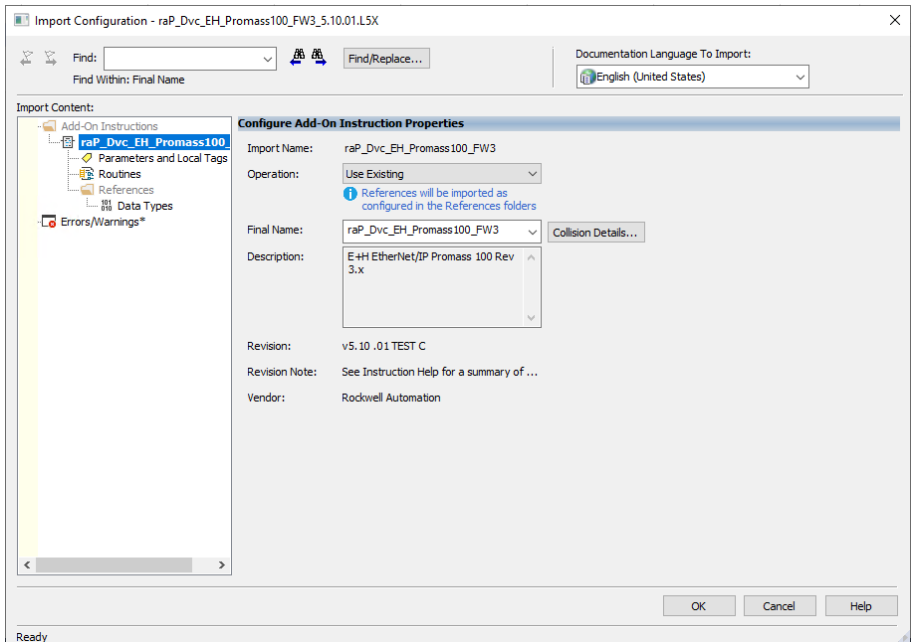 Import Configuration - raP_Dvc_EH_Promass100_FW3_5.10.01.L5X
Find:
Find/Replace...
Find Within: Final Name
Documentation Language To Import:
English (United States)
Import Content:
Add-On Instructions
raP_Dvc_EH_Promass100_
Parameters and Local Tags
Routines
References
Data Types
Errors/Warnings*
Configure Add-On Instruction Properties
Import Name: raP_Dvc_EH_Promass100_FW3
Operation: Use Existing
References will be imported as
configured in the References folders
Final Name: raP_Dvc_EH_Promass100_FW3 Collision Details...
Description: E+H EtherNet/IP Promass 100 Rev
3.x
Revision: v5.10 .01 TEST C
Revision Note: See Instruction Help for a summary of ...
Vendor: Rockwell Automation
OK Cancel Help
Ready